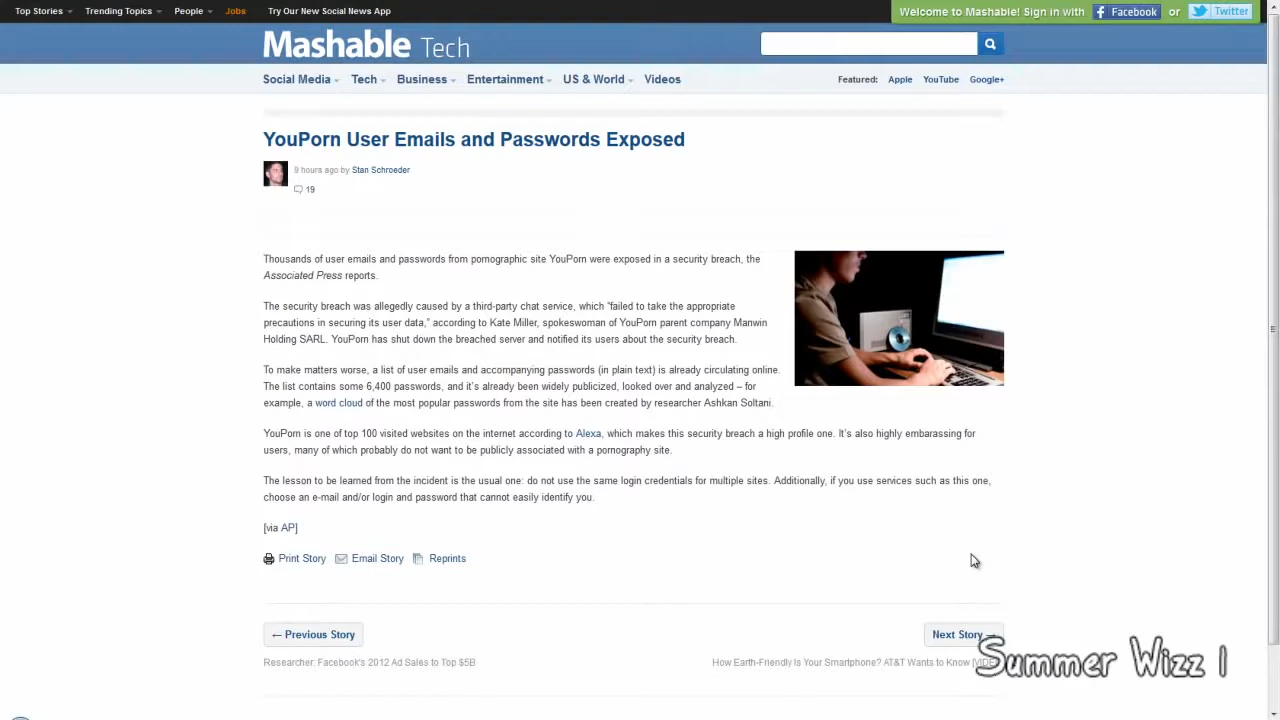 Top Stories Trending Topics People Jobs Try Our New Social News App Welcome to Mashable! Sign in with Facebook or Twitter
Mashable Tech
Social Media Tech Business Entertainment US & World Videos Featured: Apple YouTube Google+
YouPorn User Emails and Passwords Exposed
9 hours ago by Stan Schroeder
19
Thousands of user emails and passwords from pornographic site YouPorn were exposed in a security breach, the
Associated Press reports.
The security breach was allegedly caused by a third-party chat service, which "failed to take the appropriate
precautions in securing its user data," according to Kate Miller, spokeswoman of YouPorn parent company Manwin
Holding SARL. YouPorn has shut down the breached server and notified its users about the security breach.
To make matters worse, a list of user emails and accompanying passwords (in plain text) is already circulating online.
The list contains some 6,400 passwords, and it's already been widely publicized, looked over and analyzed – for
example, a word cloud of the most popular passwords from the site has been created by researcher Ashkan Soltani.
YouPorn is one of top 100 visited websites on the internet according to Alexa, which makes this security breach a high profile one. It's also highly embarassing for
users, many of which probably do not want to be publicly associated with a pornography site.
The lesson to be learned from the incident is the usual one: do not use the same login credentials for multiple sites. Additionally, if you use services such as this one,
choose an e-mail and/or login and password that cannot easily identify you.
[via AP]
Print Story Email Story Reprints
← Previous Story Next Story →
Researcher: Facebook's 2012 Ad Sales to Top $5B How Earth-Friendly Is Your Smartphone? AT&T Wants to Know
Summer Wizz 1